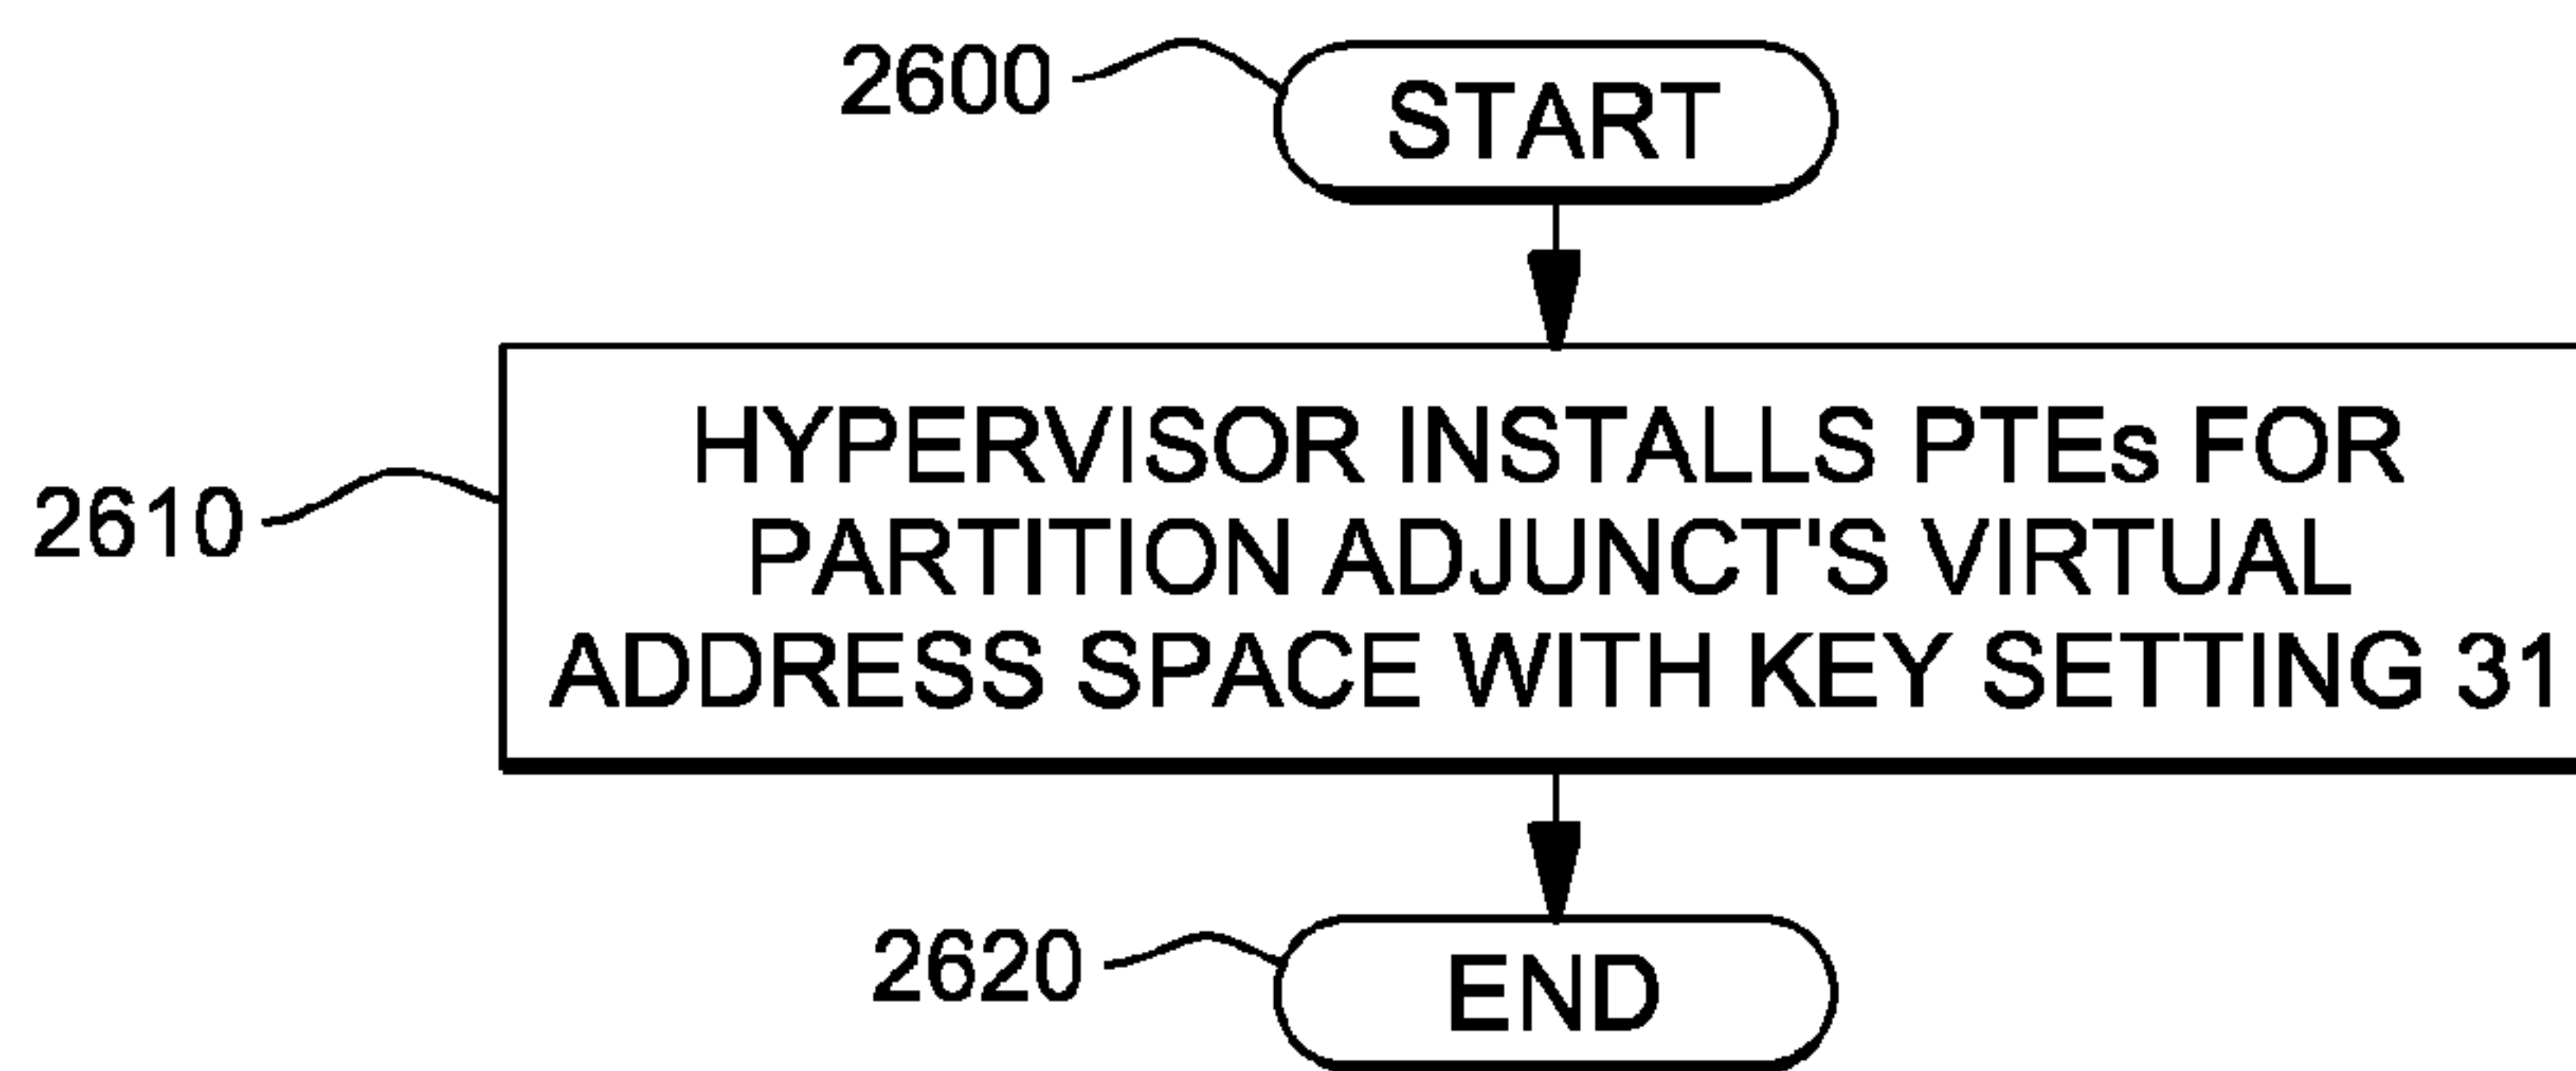 2600
START
2610
HYPERVISOR INSTALLS PTEs FOR
PARTITION ADJUNCT'S VIRTUAL
ADDRESS SPACE WITH KEY SETTING 31
2620
END